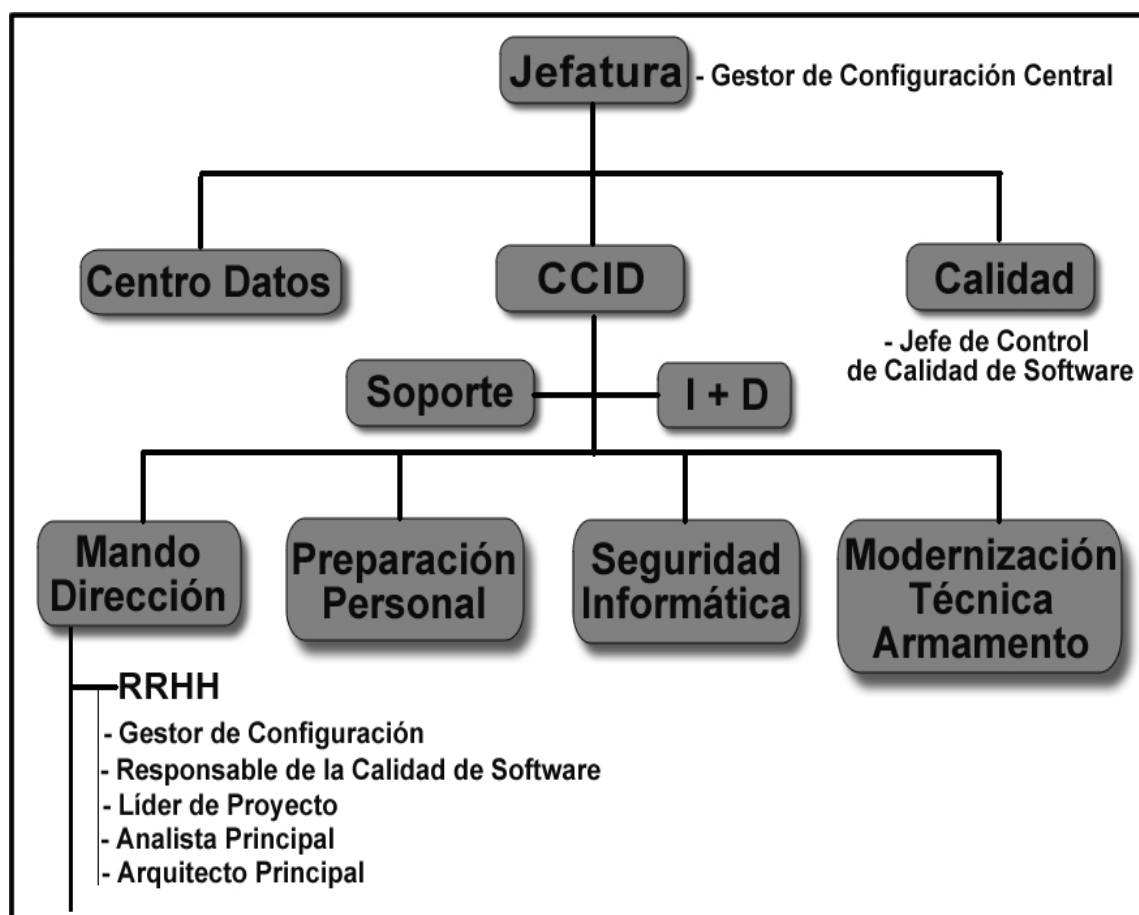 Jefatura
- Gestor de Configuración Central
Centro Datos
CCID
Calidad
- Jefe de Control
de Calidad de Software
Soporte
I + D
Mando
Dirección
Preparación
Personal
Seguridad
Informática
Modernización
Técnica
Armamento
RRHH
- Gestor de Configuración
- Responsable de la Calidad de Software
- Líder de Proyecto
- Analista Principal
- Arquitecto Principal